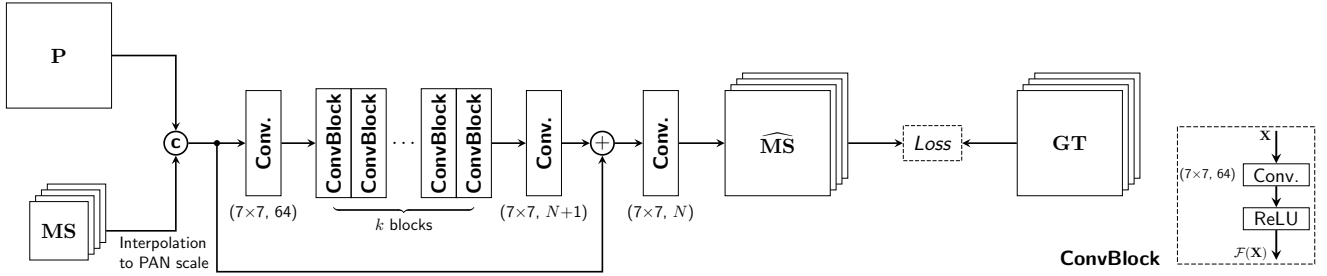 P
MS
Interpolation
to PAN scale
c
Conv.
(7×7, 64)
ConvBlock
ConvBlock
...
ConvBlock
ConvBlock
k blocks
Conv.
(7×7, N+1)
+
Conv.
(7×7, N)
M̂S
Loss
GT
X
(7×7, 64)
Conv.
ReLU
F(X)
ConvBlock